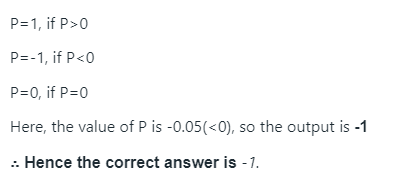 P=1, if P>0
P=-1, if P<0
P=0, if P=0
Here, the value of P is -0.05(<0), so the output is -1
∴ Hence the correct answer is -1.